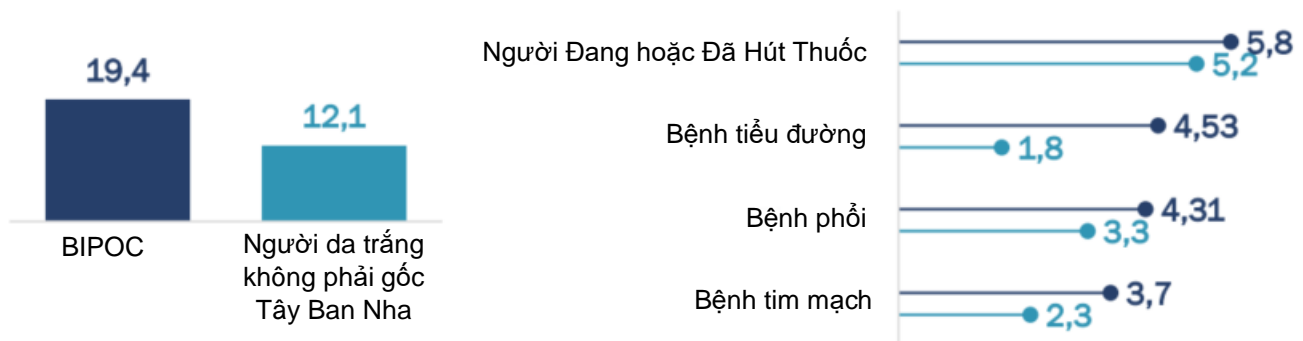 19,4
12,1
BIPOC
Người da trắng
không phải gốc
Tây Ban Nha
Người Đang hoặc Đã Hút Thuốc
5,8
5,2
Bệnh tiểu đường
4,53
1,8
Bệnh phổi
4,31
3,3
Bệnh tim mạch
3,7
2,3